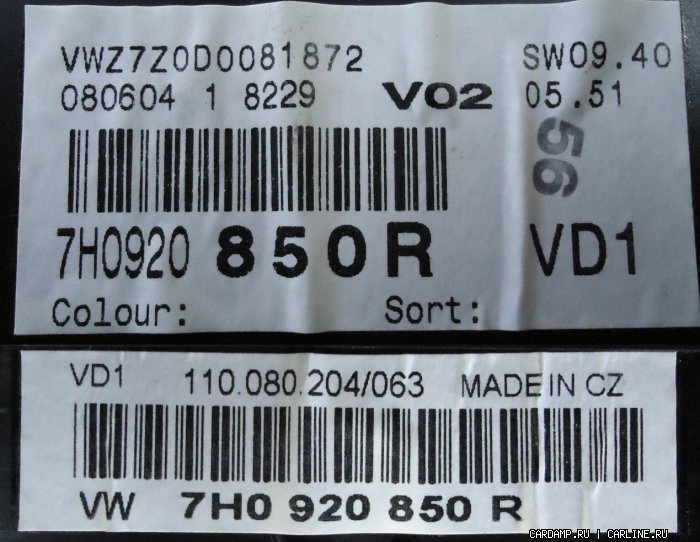 VWZ7Z0D0081872 SW09.40
080604 1 8229 V02 05.51
56
7H0920 850R VD1
Colour: Sort:
VD1 110.080.204/063 MADE IN CZ
VW 7H0 920 850 R
CARDAMP.RU | CARLINE.RU